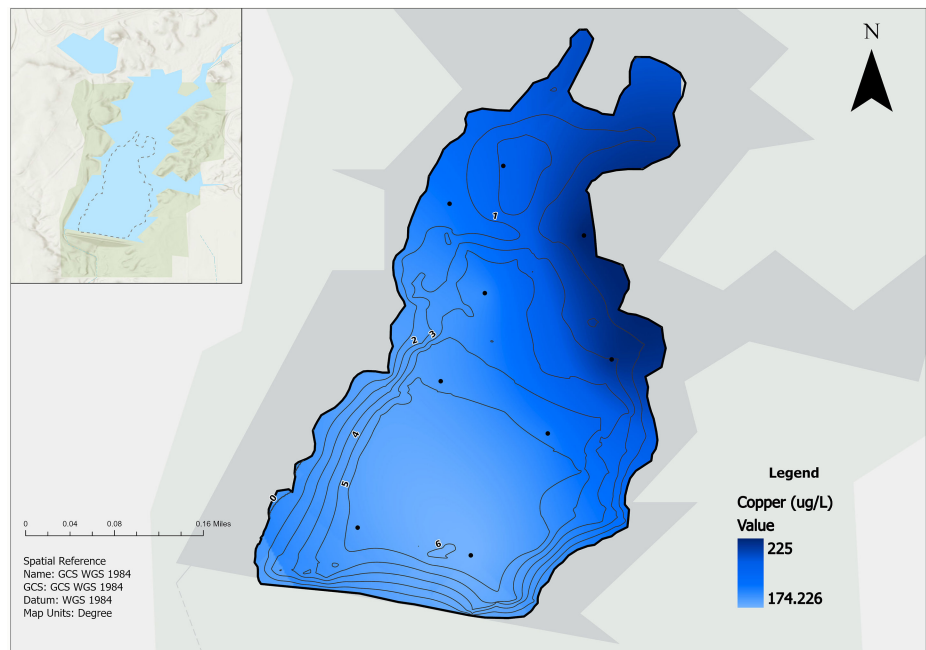 N
1
2
3
4
5
6
0
0 0.04 0.08 0.16 Miles
Spatial Reference
Name: GCS WGS 1984
GCS: GCS WGS 1984
Datum: WGS 1984
Map Units: Degree
Legend
Copper (ug/L)
Value
225
174.226